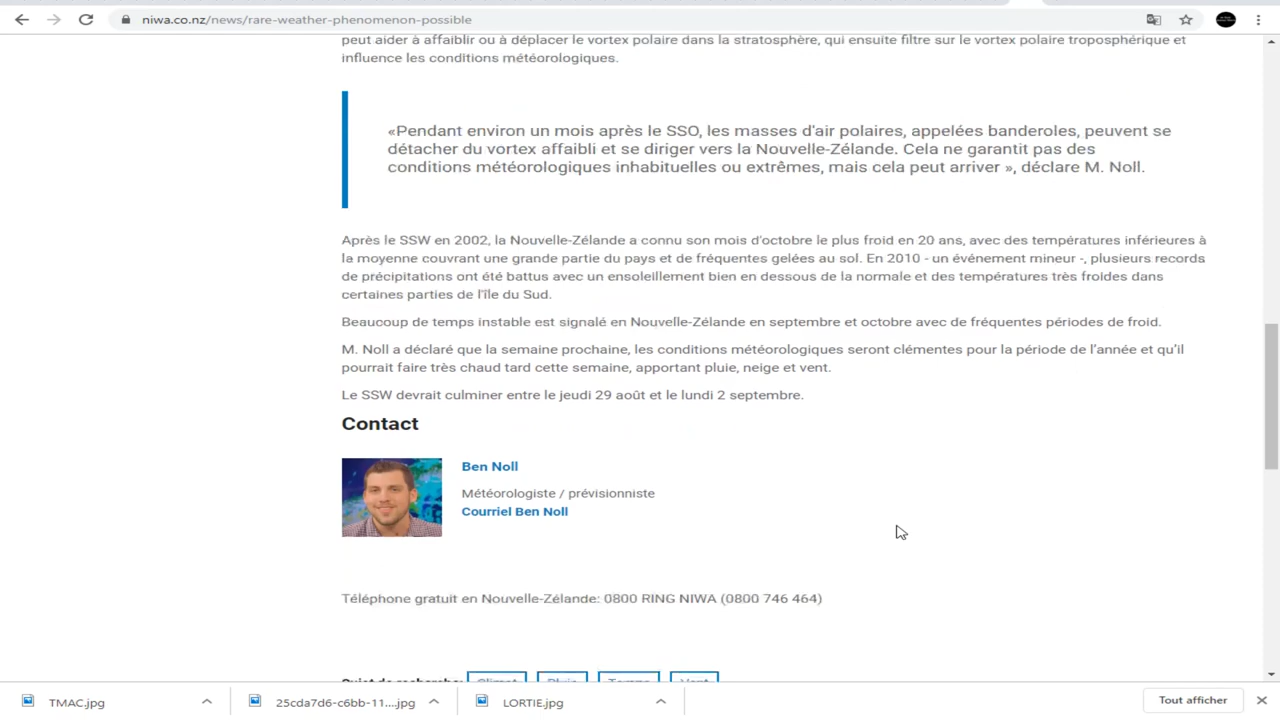 niwa.co.nz/news/rare-weather-phenomenon-possible
peut aider à affaiblir ou à déplacer le vortex polaire dans la stratosphère, qui ensuite filtre sur le vortex polaire troposphérique et
influence les conditions météorologiques.
«Pendant environ un mois après le SSO, les masses d'air polaires, appelées banderoles, peuvent se
détacher du vortex affaibli et se diriger vers la Nouvelle-Zélande. Cela ne garantit pas des
conditions météorologiques inhabituelles ou extrêmes, mais cela peut arriver », déclare M. Noll.
Après le SSW en 2002, la Nouvelle-Zélande a connu son mois d'octobre le plus froid en 20 ans, avec des températures inférieures à
la moyenne couvrant une grande partie du pays et de fréquentes gelées au sol. En 2010 - un événement mineur -, plusieurs records
de précipitations ont été battus avec un ensoleillement bien en dessous de la normale et des températures très froides dans
certaines parties de l'île du Sud.
Beaucoup de temps instable est signalé en Nouvelle-Zélande en septembre et octobre avec de fréquentes périodes de froid.
M. Noll a déclaré que la semaine prochaine, les conditions météorologiques seront clémentes pour la période de l'année et qu'il
pourrait faire très chaud tard cette semaine, apportant pluie, neige et vent.
Le SSW devrait culminer entre le jeudi 29 août et le lundi 2 septembre.
Contact
Ben Noll
Météorologiste / prévisionniste
Courriel Ben Noll
Téléphone gratuit en Nouvelle-Zélande: 0800 RING NIWA (0800 746 464)
Sujet de recherche: Climat Pluie Temps Vent
TMAC.jpg 25cda7d6-c6bb-11....jpg LORTIE.jpg Tout afficher